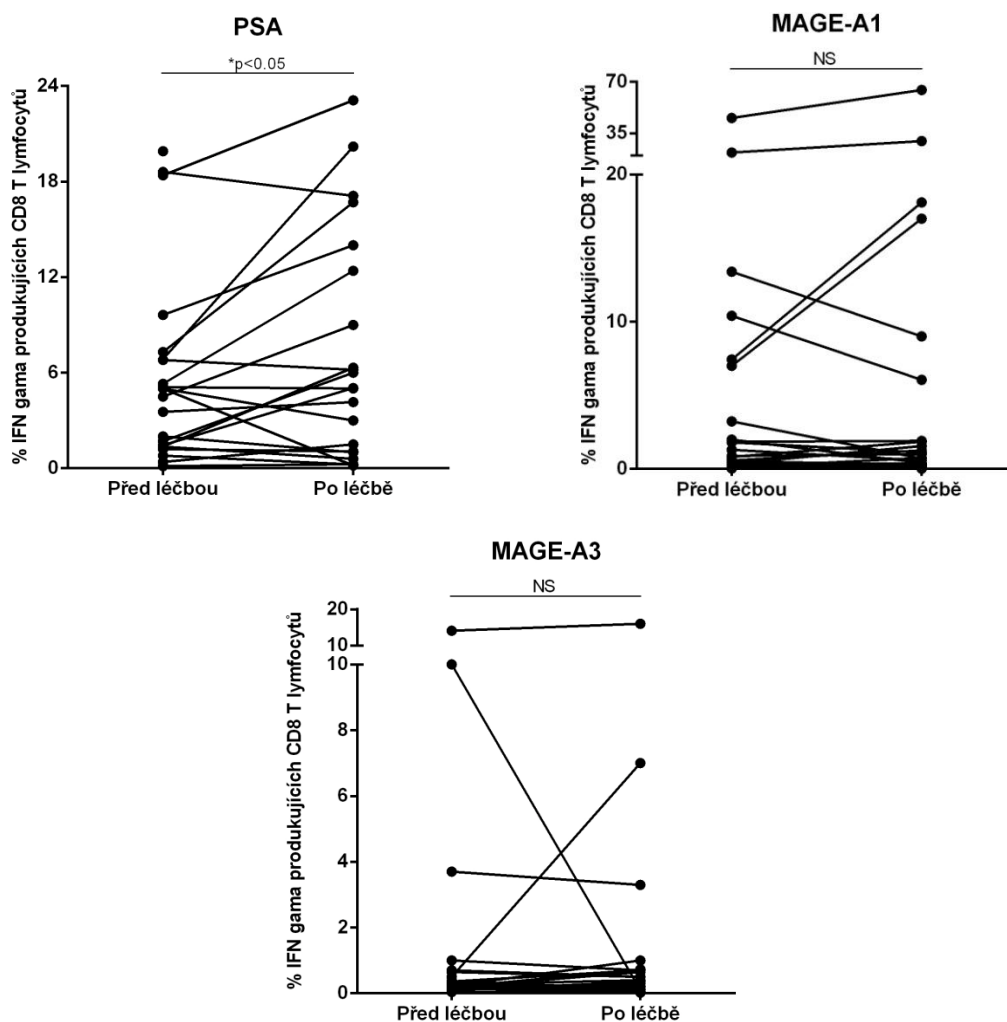 PSA
*p<0.05
% IFN gama produkujících CD8 T lymfocytů
24
18
12
6
0
Před léčbou
Po léčbě
MAGE-A1
NS
% IFN gama produkujících CD8 T lymfocytů
70
35
20
10
0
Před léčbou
Po léčbě
MAGE-A3
NS
% IFN gama produkujících CD8 T lymfocytů
20
10
10
8
6
4
2
0
Před léčbou
Po léčbě